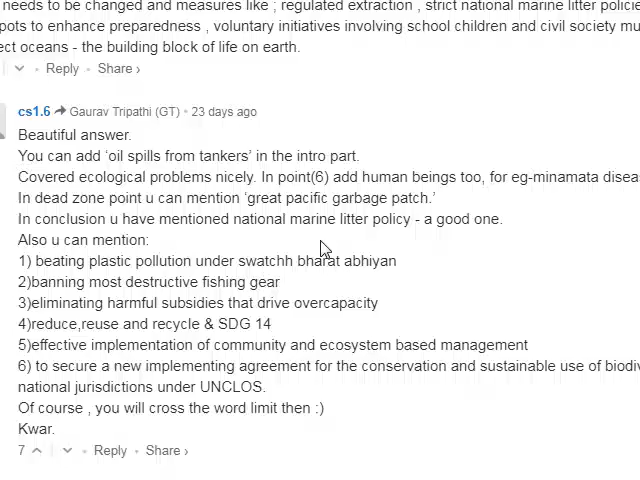 needs to be changed and measures like ; regulated extraction , strict national marine litter policie
pots to enhance preparedness , voluntary initiatives involving school children and civil society mu
ect oceans - the building block of life on earth.
Reply Share ›
cs1.6 Gaurav Tripathi (GT) • 23 days ago
Beautiful answer.
You can add ‘oil spills from tankers’ in the intro part.
Covered ecological problems nicely. In point(6) add human beings too, for eg-minamata disea
In dead zone point u can mention ‘great pacific garbage patch.’
In conclusion u have mentioned national marine litter policy - a good one.
Also u can mention:
1) beating plastic pollution under swatchh bharat abhiyan
2)banning most destructive fishing gear
3)eliminating harmful subsidies that drive overcapacity
4)reduce,reuse and recycle & SDG 14
5)effective implementation of community and ecosystem based management
6) to secure a new implementing agreement for the conservation and sustainable use of biodiv
national jurisdictions under UNCLOS.
Of course , you will cross the word limit then :)
Kwar.
7 Reply Share ›